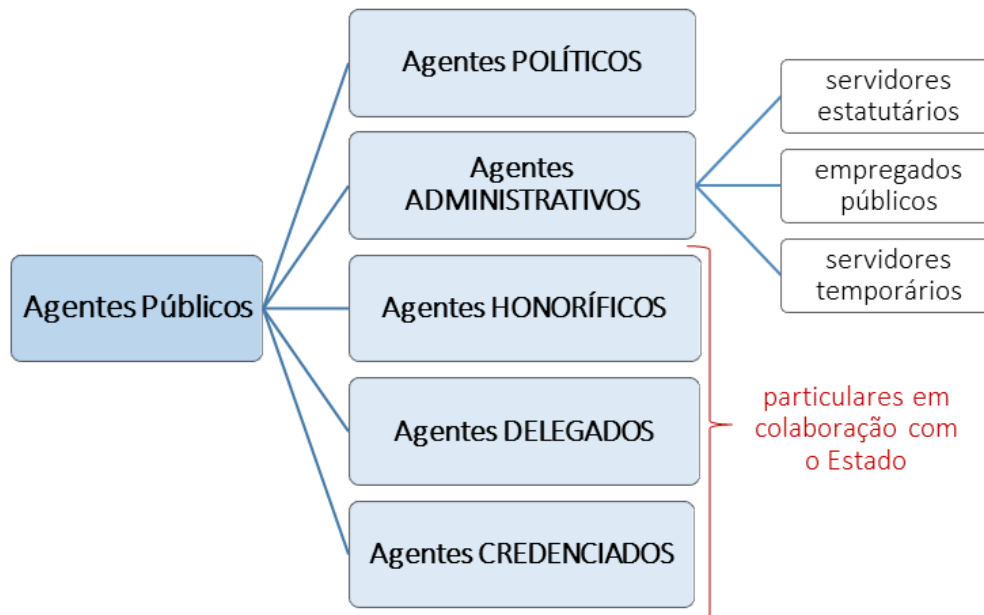 Agentes Públicos
Agentes POLÍTICOS
Agentes
ADMINISTRATIVOS
servidores
estatutários
empregados
públicos
servidores
temporários
Agentes HONORÍFICOS
Agentes DELEGADOS
Agentes CREDENCIADOS
particulares em
colaboração com
o Estado